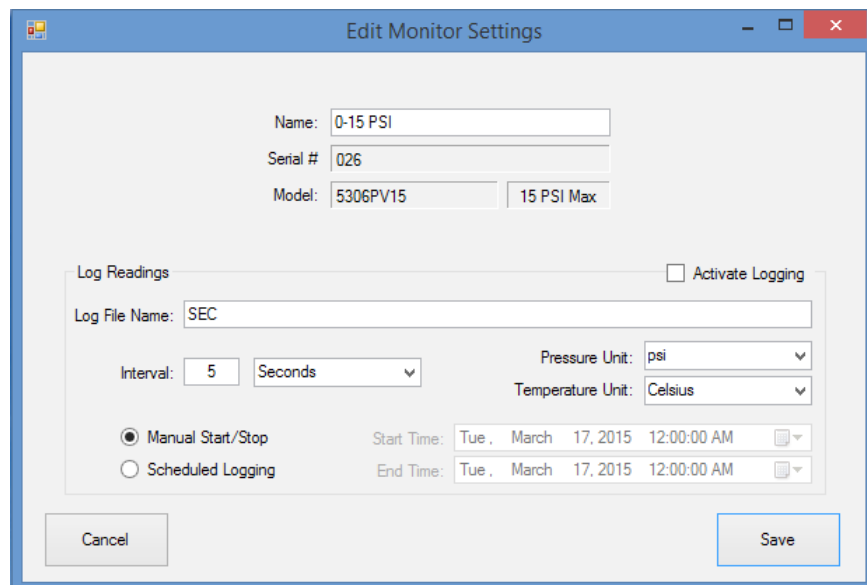 Edit Monitor Settings
Name: 0-15 PSI
Serial # 026
Model: 5306PV15 15 PSI Max
Log Readings Activate Logging
Log File Name: SEC
Interval: 5 Seconds
Pressure Unit: psi
Temperature Unit: Celsius
Manual Start/Stop Start Time: Tue , March 17, 2015 12:00:00 AM
Scheduled Logging End Time: Tue , March 17, 2015 12:00:00 AM
Cancel Save